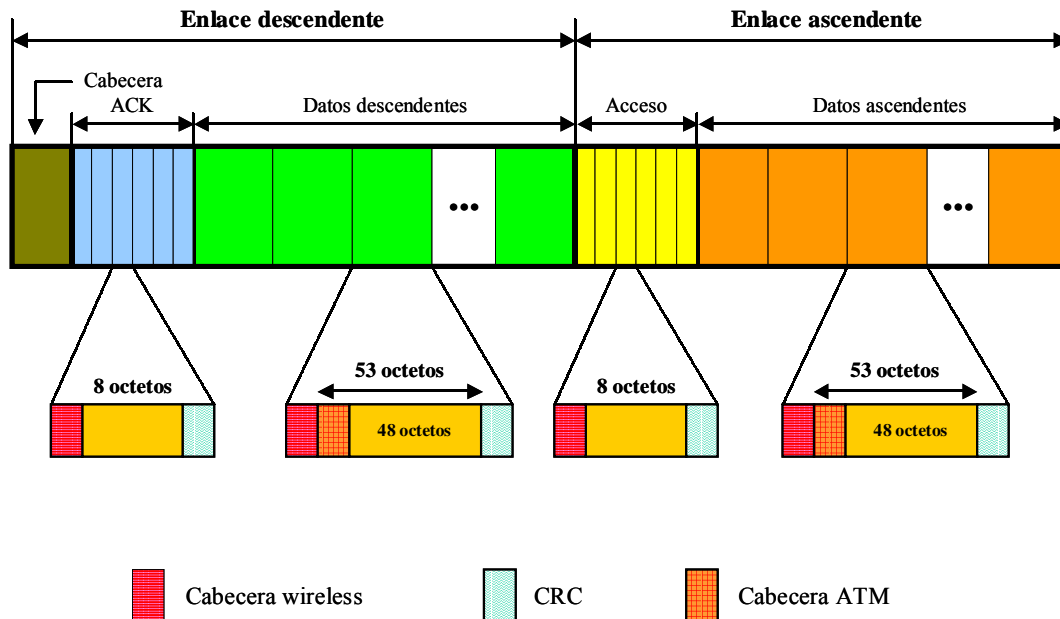 Enlace descendente
Enlace ascendente
Cabecera
ACK
Datos descendentes
Acceso
Datos ascendentes
•••
•••
8 octetos
53 octetos
8 octetos
53 octetos
48 octetos
48 octetos
Cabecera wireless
CRC
Cabecera ATM